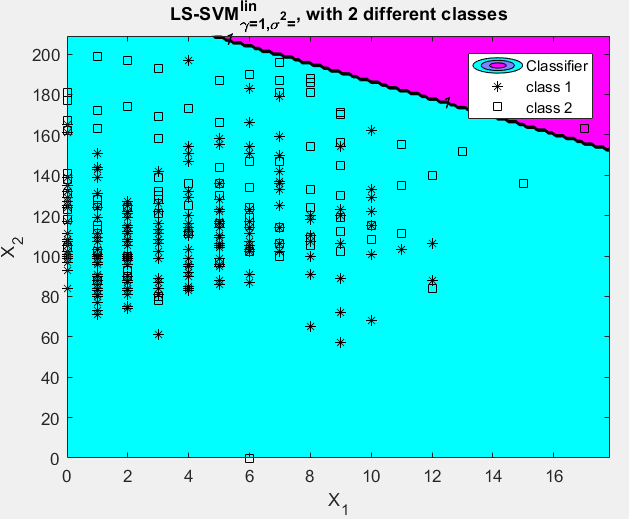 LS-SVM lin γ=1,σ²=, with 2 different classes
Classifier
class 1
class 2
200
180
160
140
120
100
80
60
40
20
0
X2
0 2 4 6 8 10 12 14 16
X1